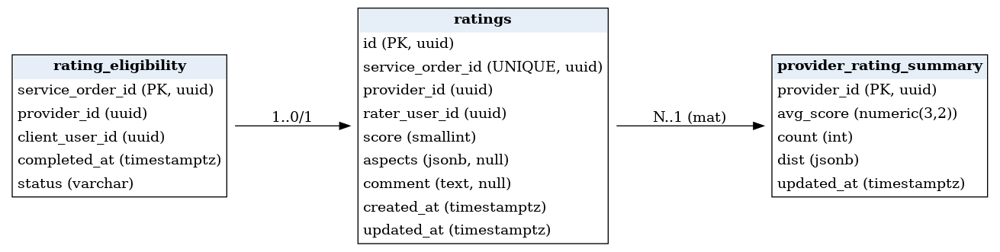 rating_eligibility
service_order_id (PK, uuid)
provider_id (uuid)
client_user_id (uuid)
completed_at (timestamptz)
status (varchar)
1..0/1
ratings
id (PK, uuid)
service_order_id (UNIQUE, uuid)
provider_id (uuid)
rater_user_id (uuid)
score (smallint)
aspects (jsonb, null)
comment (text, null)
created_at (timestamptz)
updated_at (timestamptz)
N..1 (mat)
provider_rating_summary
provider_id (PK, uuid)
avg_score (numeric(3,2))
count (int)
dist (jsonb)
updated_at (timestamptz)